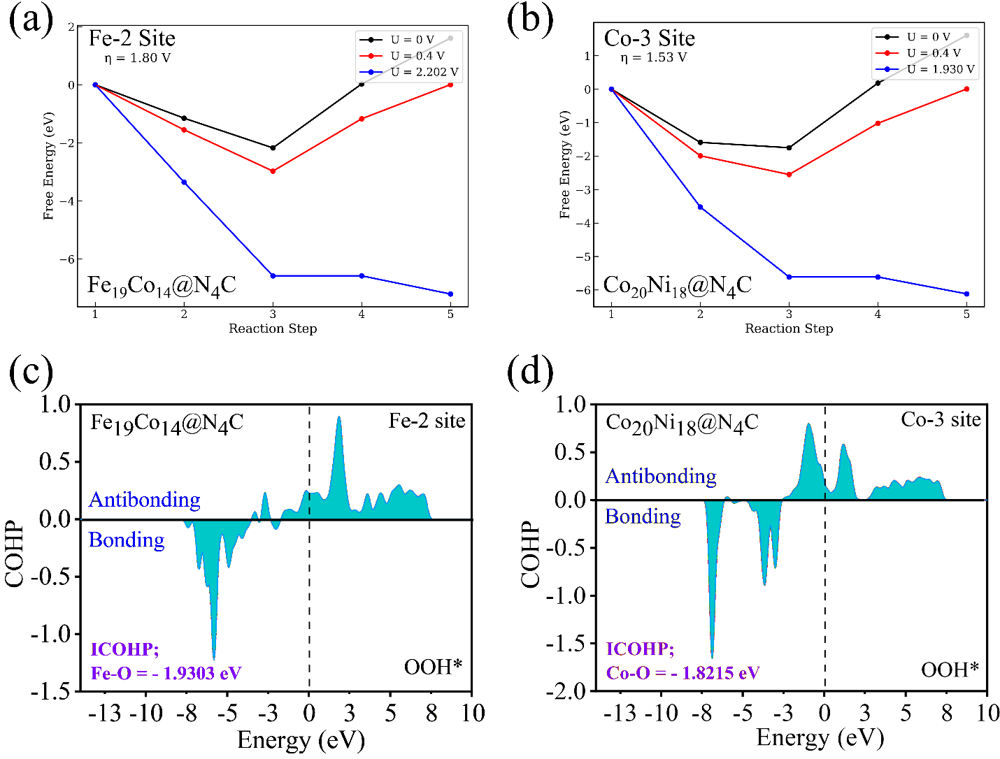 (a)
Fe-2 Site
η = 1.80 V
U = 0 V
U = 0.4 V
U = 2.202 V
2
0
−2
−4
−6
Free Energy (eV)
Fe19Co14@N4C
1 2 3 4 5
Reaction Step
(b)
Co-3 Site
η = 1.53 V
U = 0 V
U = 0.4 V
U = 1.930 V
1
0
−1
−2
−3
−4
−5
−6
Free Energy (eV)
Co20Ni18@N4C
1 2 3 4 5
Reaction Step
(c)
Fe19Co14@N4C
Fe-2 site
1.0
0.5
0.0
-0.5
-1.0
-1.5
COHP
Antibonding
Bonding
ICOHP;
Fe-O = - 1.9303 eV
OOH*
-13 -10 -8 -5 -3 0 3 5 8 10
Energy (eV)
(d)
Co20Ni18@N4C
Co-3 site
1.0
0.5
0.0
-0.5
-1.0
-1.5
-2.0
COHP
Antibonding
Bonding
ICOHP;
Co-O = - 1.8215 eV
OOH*
-13 -10 -8 -5 -3 0 3 5 8 10
Energy (eV)